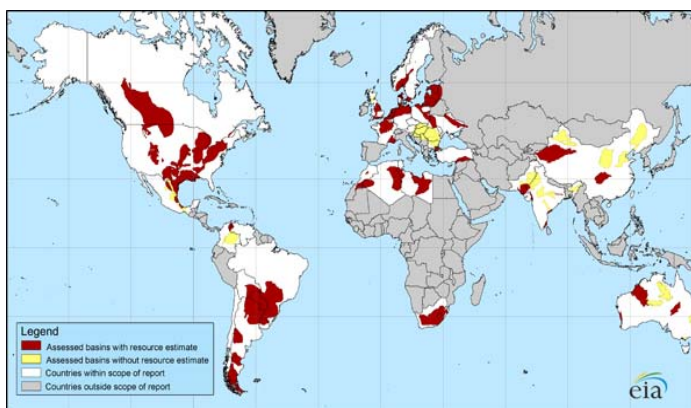 Legend
Assessed basins with resource estimate
Assessed basins without resource estimate
Countries within scope of report
Countries outside scope of report
eia